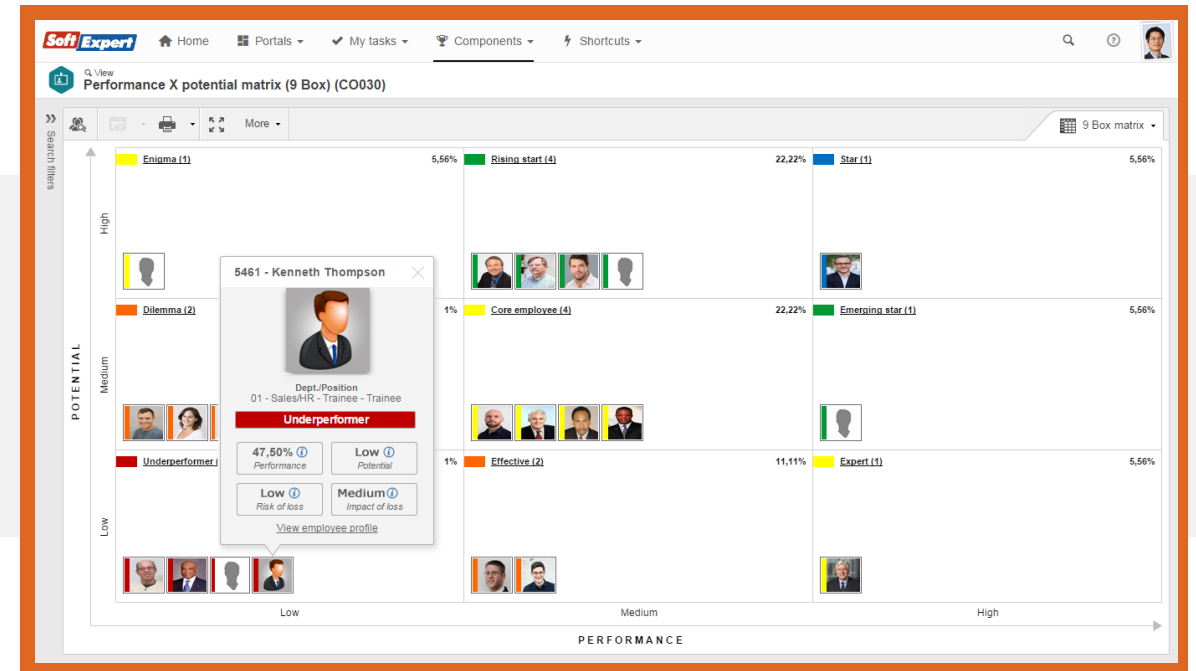 Soft Expert Home Portals My tasks Components Shortcuts
View
Performance X potential matrix (9 Box) (CO030)
Search filters
More 9 Box matrix
Enigma (1) 5,56% Rising start (4) 22,22% Star (1) 5,56%
High
5461 - Kenneth Thompson
Dilemma (2) 1% Core employee (4) 22,22% Emerging star (1) 5,56%
POTENTIAL
Medium
Dept./Position
01 - Sales/HR - Trainee - Trainee
Underperformer
47,50% Low
Performance Potential
Underperformer ( 1% Effective (2) 11,11% Expert (1) 5,56%
Low Medium
Risk of loss Impact of loss
View employee profile
Low
Low Medium High
PERFORMANCE